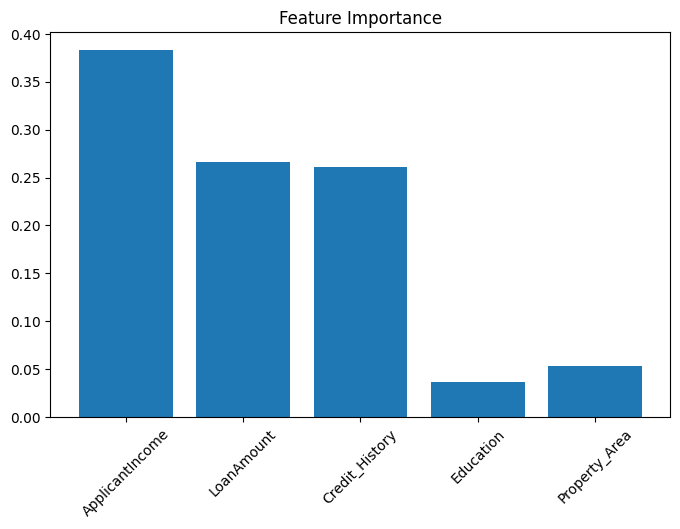 Feature Importance
0.40
0.35
0.30
0.25
0.20
0.15
0.10
0.05
0.00
ApplicantIncome
LoanAmount
Credit_History
Education
Property_Area